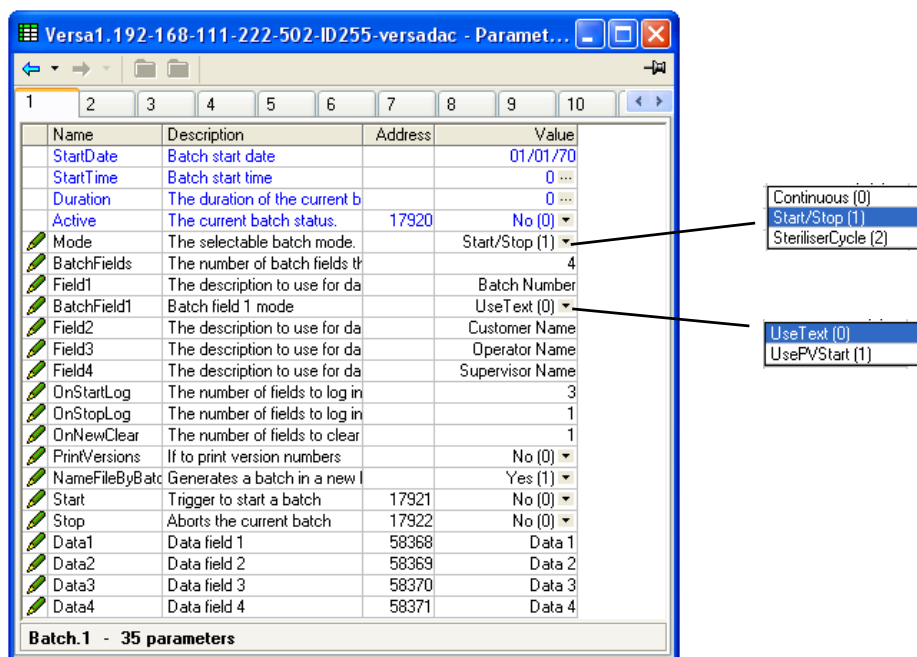 Versa1.192-168-111-222-502-ID255-versadac - Paramet...
1 2 3 4 5 6 7 8 9 10
Name Description Address Value
StartDate Batch start date 01/01/70
StartTime Batch start time 0 ...
Duration The duration of the current b 0 ...
Active The current batch status. 17920 No (0)
Mode The selectable batch mode. Start/Stop (1)
BatchFields The number of batch fields th 4
Field1 The description to use for da Batch Number
BatchField1 Batch field 1 mode UseText (0)
Field2 The description to use for da Customer Name
Field3 The description to use for da Operator Name
Field4 The description to use for da Supervisor Name
OnStartLog The number of fields to log in 3
OnStopLog The number of fields to log in 1
OnNewClear The number of fields to clear 1
PrintVersions If to print version numbers No (0)
NameFileByBatc Generates a batch in a new l Yes (1)
Start Trigger to start a batch 17921 No (0)
Stop Aborts the current batch 17922 No (0)
Data1 Data field 1 58368 Data 1
Data2 Data field 2 58369 Data 2
Data3 Data field 3 58370 Data 3
Data4 Data field 4 58371 Data 4
Batch.1 - 35 parameters
Continuous (0)
Start/Stop (1)
SteriliserCycle (2)
UseText (0)
UsePVStart (1)